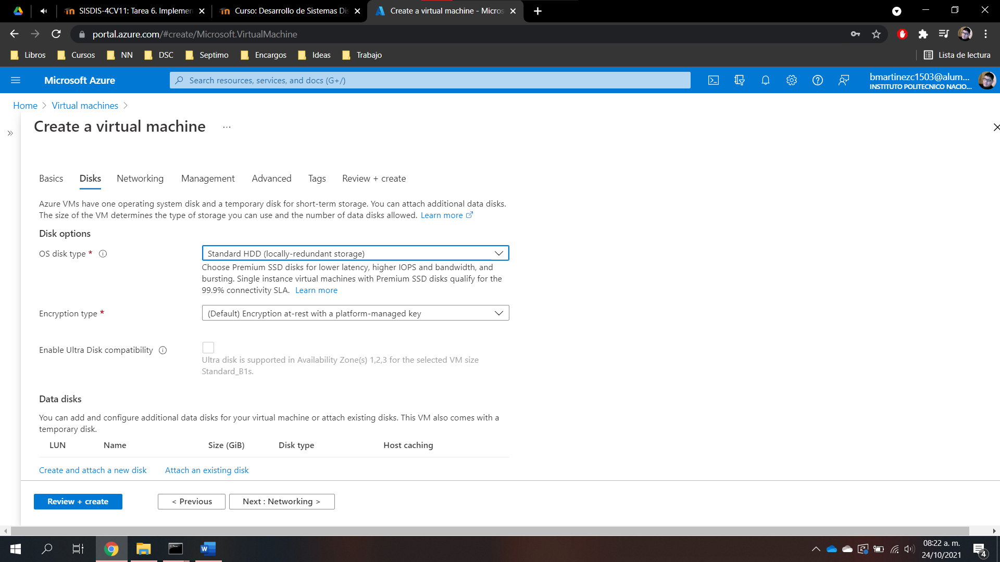 SISDIS-4CV11: Tarea 6. Implemen
Curso: Desarrollo de Sistemas Dis
Create a virtual machine - Micros
portal.azure.com/#create/Microsoft.VirtualMachine
Libros
Cursos
NN
DSC
Septimo
Encargos
Ideas
Trabajo
Lista de lectura
Microsoft Azure
Search resources, services, and docs (G+/)
bmartinezc1503@alum...
INSTITUTO POLITECNICO NACIO...
Home > Virtual machines >
Create a virtual machine ...
Basics
Disks
Networking
Management
Advanced
Tags
Review + create
Azure VMs have one operating system disk and a temporary disk for short-term storage. You can attach additional data disks.
The size of the VM determines the type of storage you can use and the number of data disks allowed. Learn more
Disk options
OS disk type *
Standard HDD (locally-redundant storage)
Choose Premium SSD disks for lower latency, higher IOPS and bandwidth, and
bursting. Single instance virtual machines with Premium SSD disks qualify for the
99.9% connectivity SLA. Learn more
Encryption type *
(Default) Encryption at-rest with a platform-managed key
Enable Ultra Disk compatibility
Ultra disk is supported in Availability Zone(s) 1,2,3 for the selected VM size
Standard_B1s.
Data disks
You can add and configure additional data disks for your virtual machine or attach existing disks. This VM also comes with a
temporary disk.
LUN
Name
Size (GiB)
Disk type
Host caching
Create and attach a new disk
Attach an existing disk
Review + create
< Previous
Next : Networking >
08:22 a. m.
24/10/2021
4